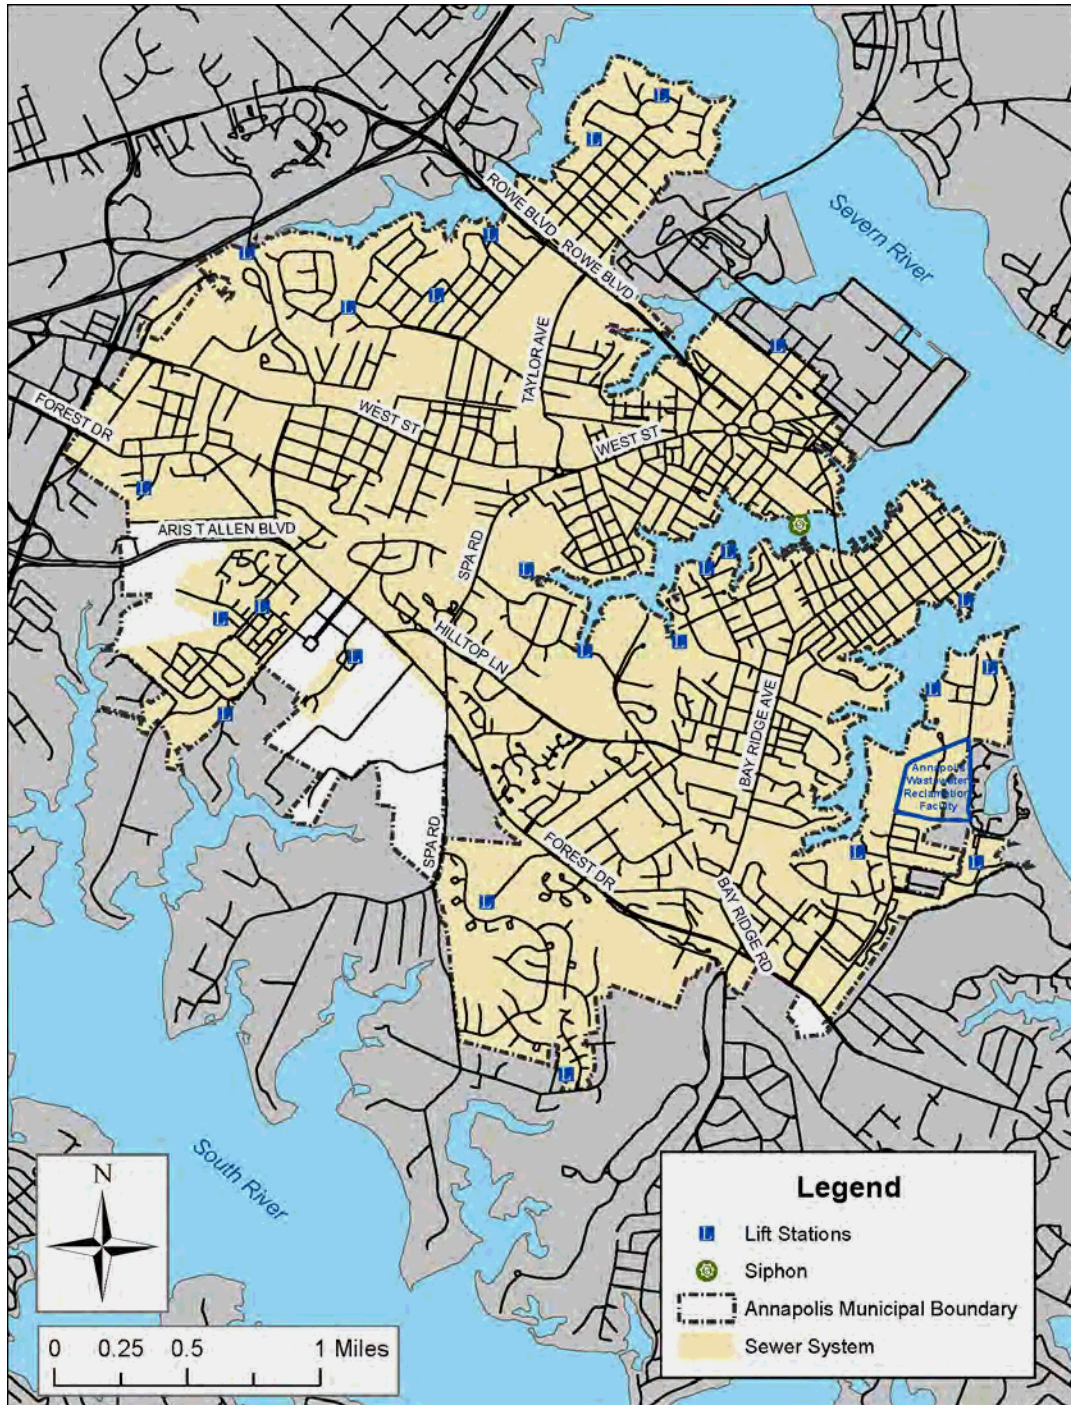 L
L
ROWE BLVD
ROWE BLVD
Severn River
L
L
L
L
L
TAYLOR AVE
FOREST DR
WEST ST
WEST ST
L
ARIS T ALLEN BLVD
S
SPA RD
L
L
L
L
L
L
L
HILLTOP LN
L
L
L
L
L
L
BAY RIDGE AVE
Annapolis
Wastewater
Reclamation
Facility
SPA RD
FOREST DR
L
L
BAY RIDGE RD
L
L
South River
N
0 0.25 0.5 1 Miles
Legend
L Lift Stations
S Siphon
Annapolis Municipal Boundary
Sewer System